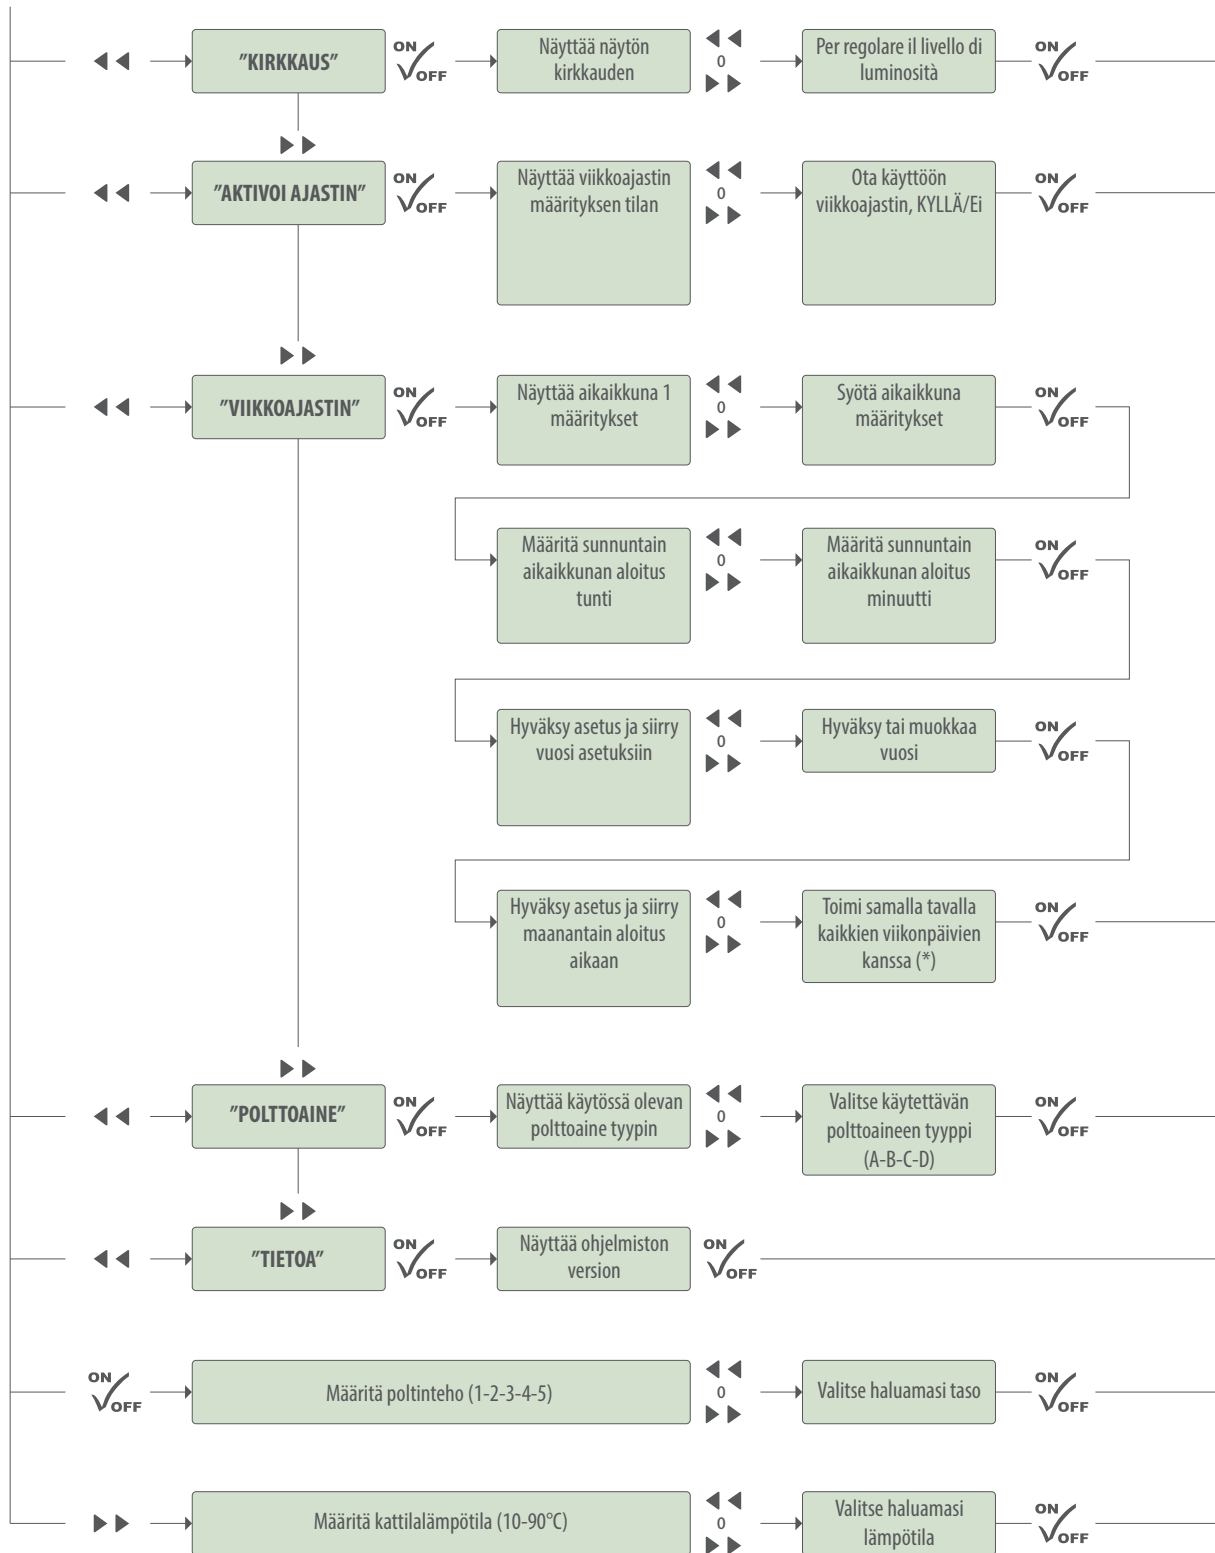 "KIRKKAUS"
ON
OFF
Näyttää näytön
kirkkauden
0
Per regolare il livello di
luminosità
ON
OFF
"AKTIVOI AJASTIN"
ON
OFF
Näyttää viikkoajastin
määrityksen tilan
0
Ota käyttöön
viikkoajastin, KYLLÄ/Ei
ON
OFF
"VIIKKOAJASTIN"
ON
OFF
Näyttää aikaikkuna 1
määritykset
0
Syötä aikaikkuna
määritykset
ON
OFF
Määritä sunnuntain
aikaikkunan aloitus
tunti
0
Määritä sunnuntain
aikaikkunan aloitus
minuutti
ON
OFF
Hyväksy asetus ja siirry
vuosi asetuksiin
0
Hyväksy tai muokkaa
vuosi
ON
OFF
Hyväksy asetus ja siirry
maanantain aloitus
aikaan
0
Toimi samalla tavalla
kaikkien viikonpäivien
kanssa (*)
ON
OFF
"POLTTOAINE"
ON
OFF
Näyttää käytössä olevan
polttoaine tyypin
0
Valitse käytettävän
polttoaineen tyyppi
(A-B-C-D)
ON
OFF
"TIETOA"
ON
OFF
Näyttää ohjelmiston
version
ON
OFF
ON
OFF
Määritä poltinteho (1-2-3-4-5)
0
Valitse haluamasi taso
ON
OFF
Määritä kattilalämpötila (10-90°C)
0
Valitse haluamasi
lämpötila
ON
OFF